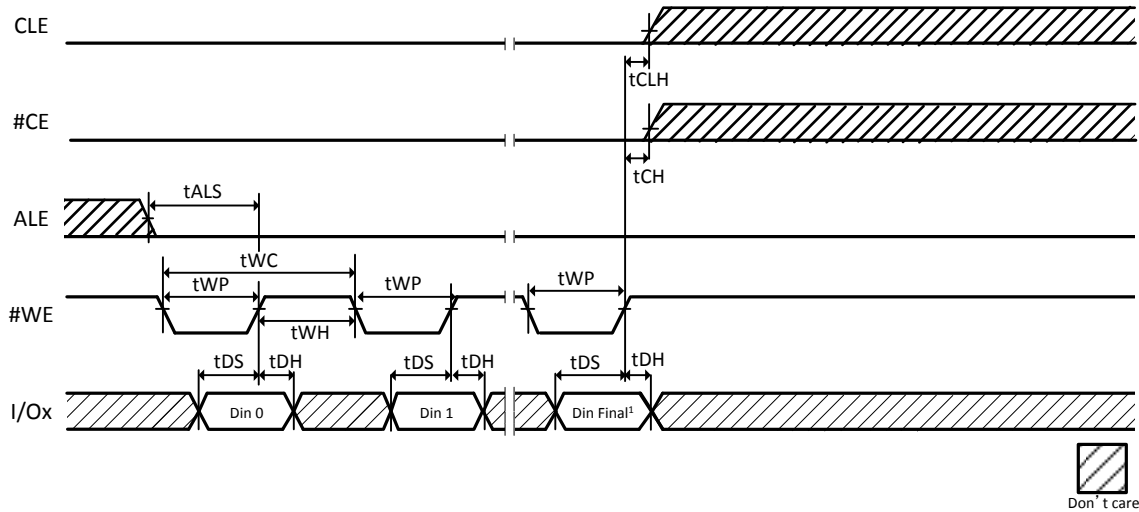 CLE
tCLH
#CE
tCH
tALS
ALE
tWC
tWP tWP tWP
#WE
tWH
tDS tDH tDS tDH tDS tDH
I/Ox Din 0 Din 1 Din Final¹
Don't care